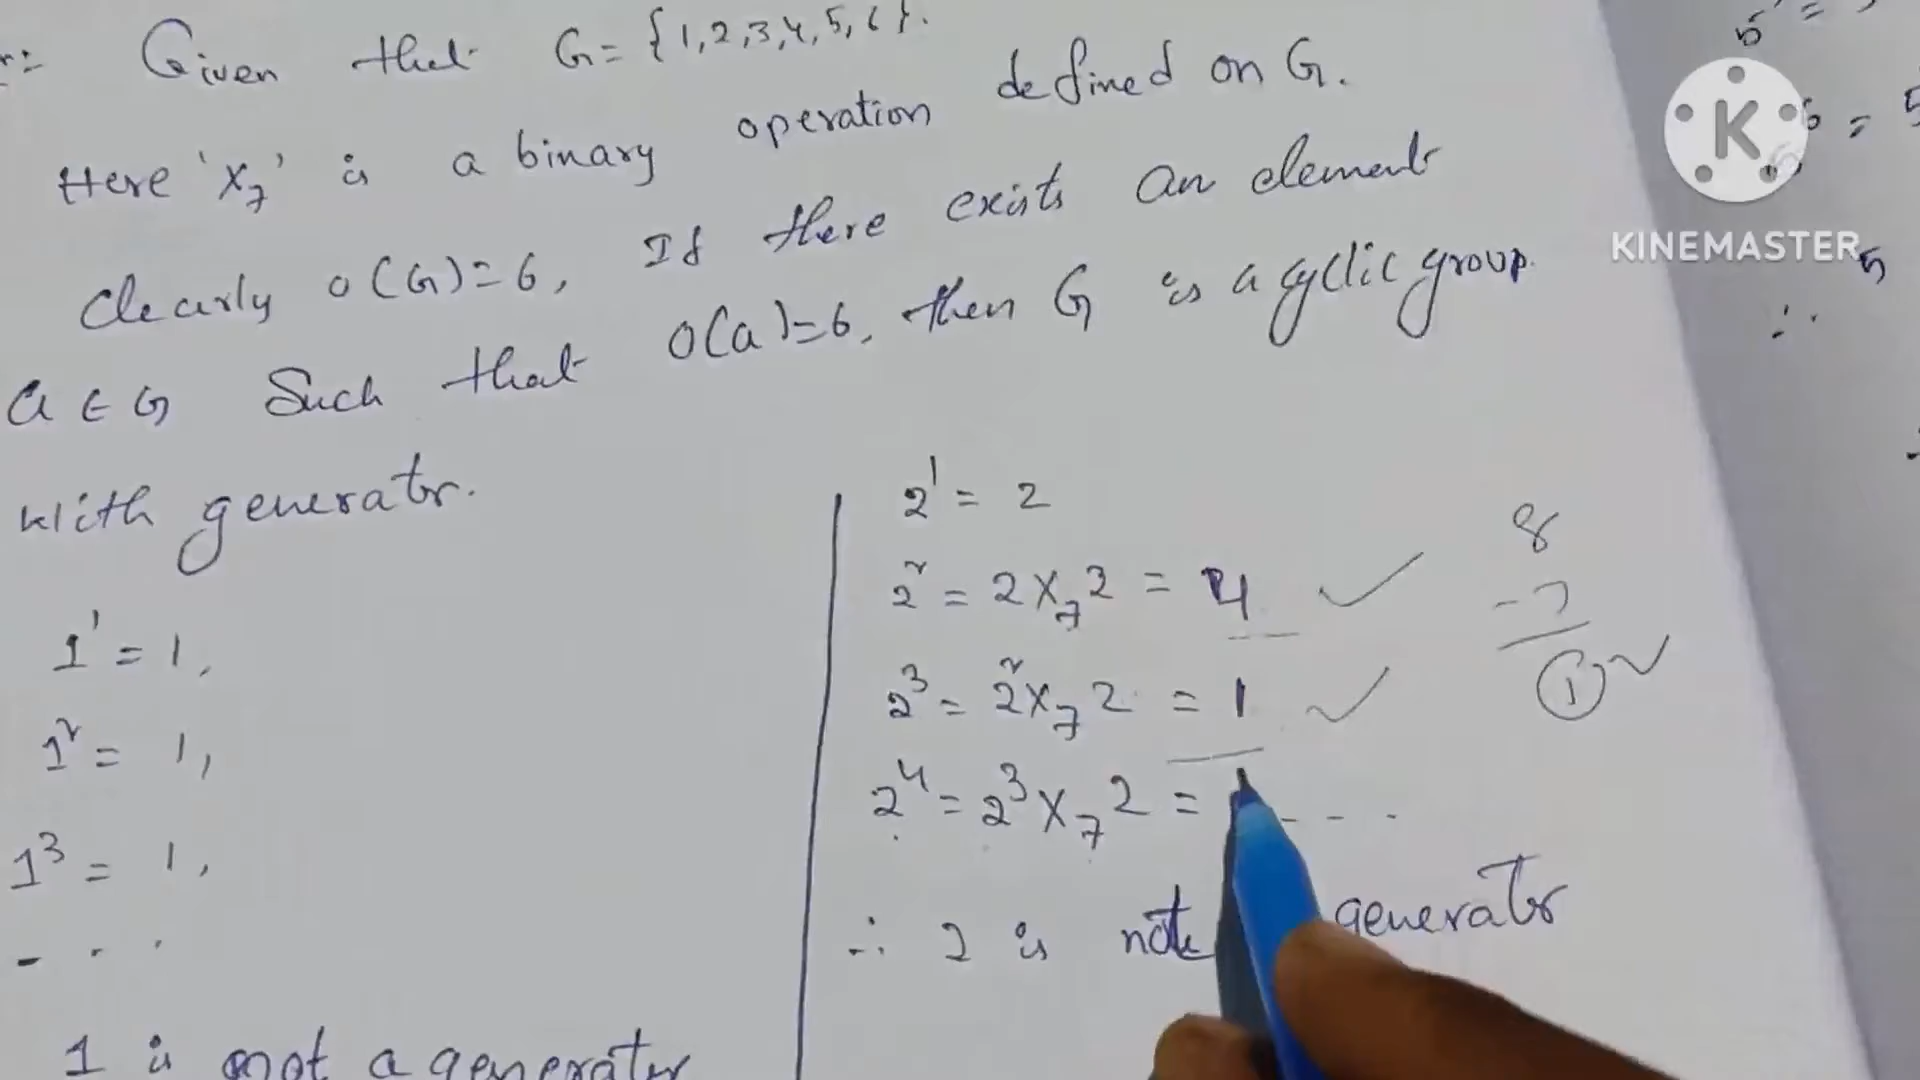 Given that G = {1,2,3,4,5,6}.
Here 'x₇' is a binary operation defined on G.
Clearly o(G)=6, If there exists an element
a ∈ G Such that o(a)=6, then G is a cyclic group
with generator.
1¹ = 1,
1² = 1,
1³ = 1,
- - -
1 is not a generator
2¹ = 2
2² = 2 x₇ 2 = 4 ✓
2³ = 2² x₇ 2 = 1 ✓
2⁴ = 2³ x₇ 2 =
∴ 2 is not generator
8
-7
1
KINEMASTER
K